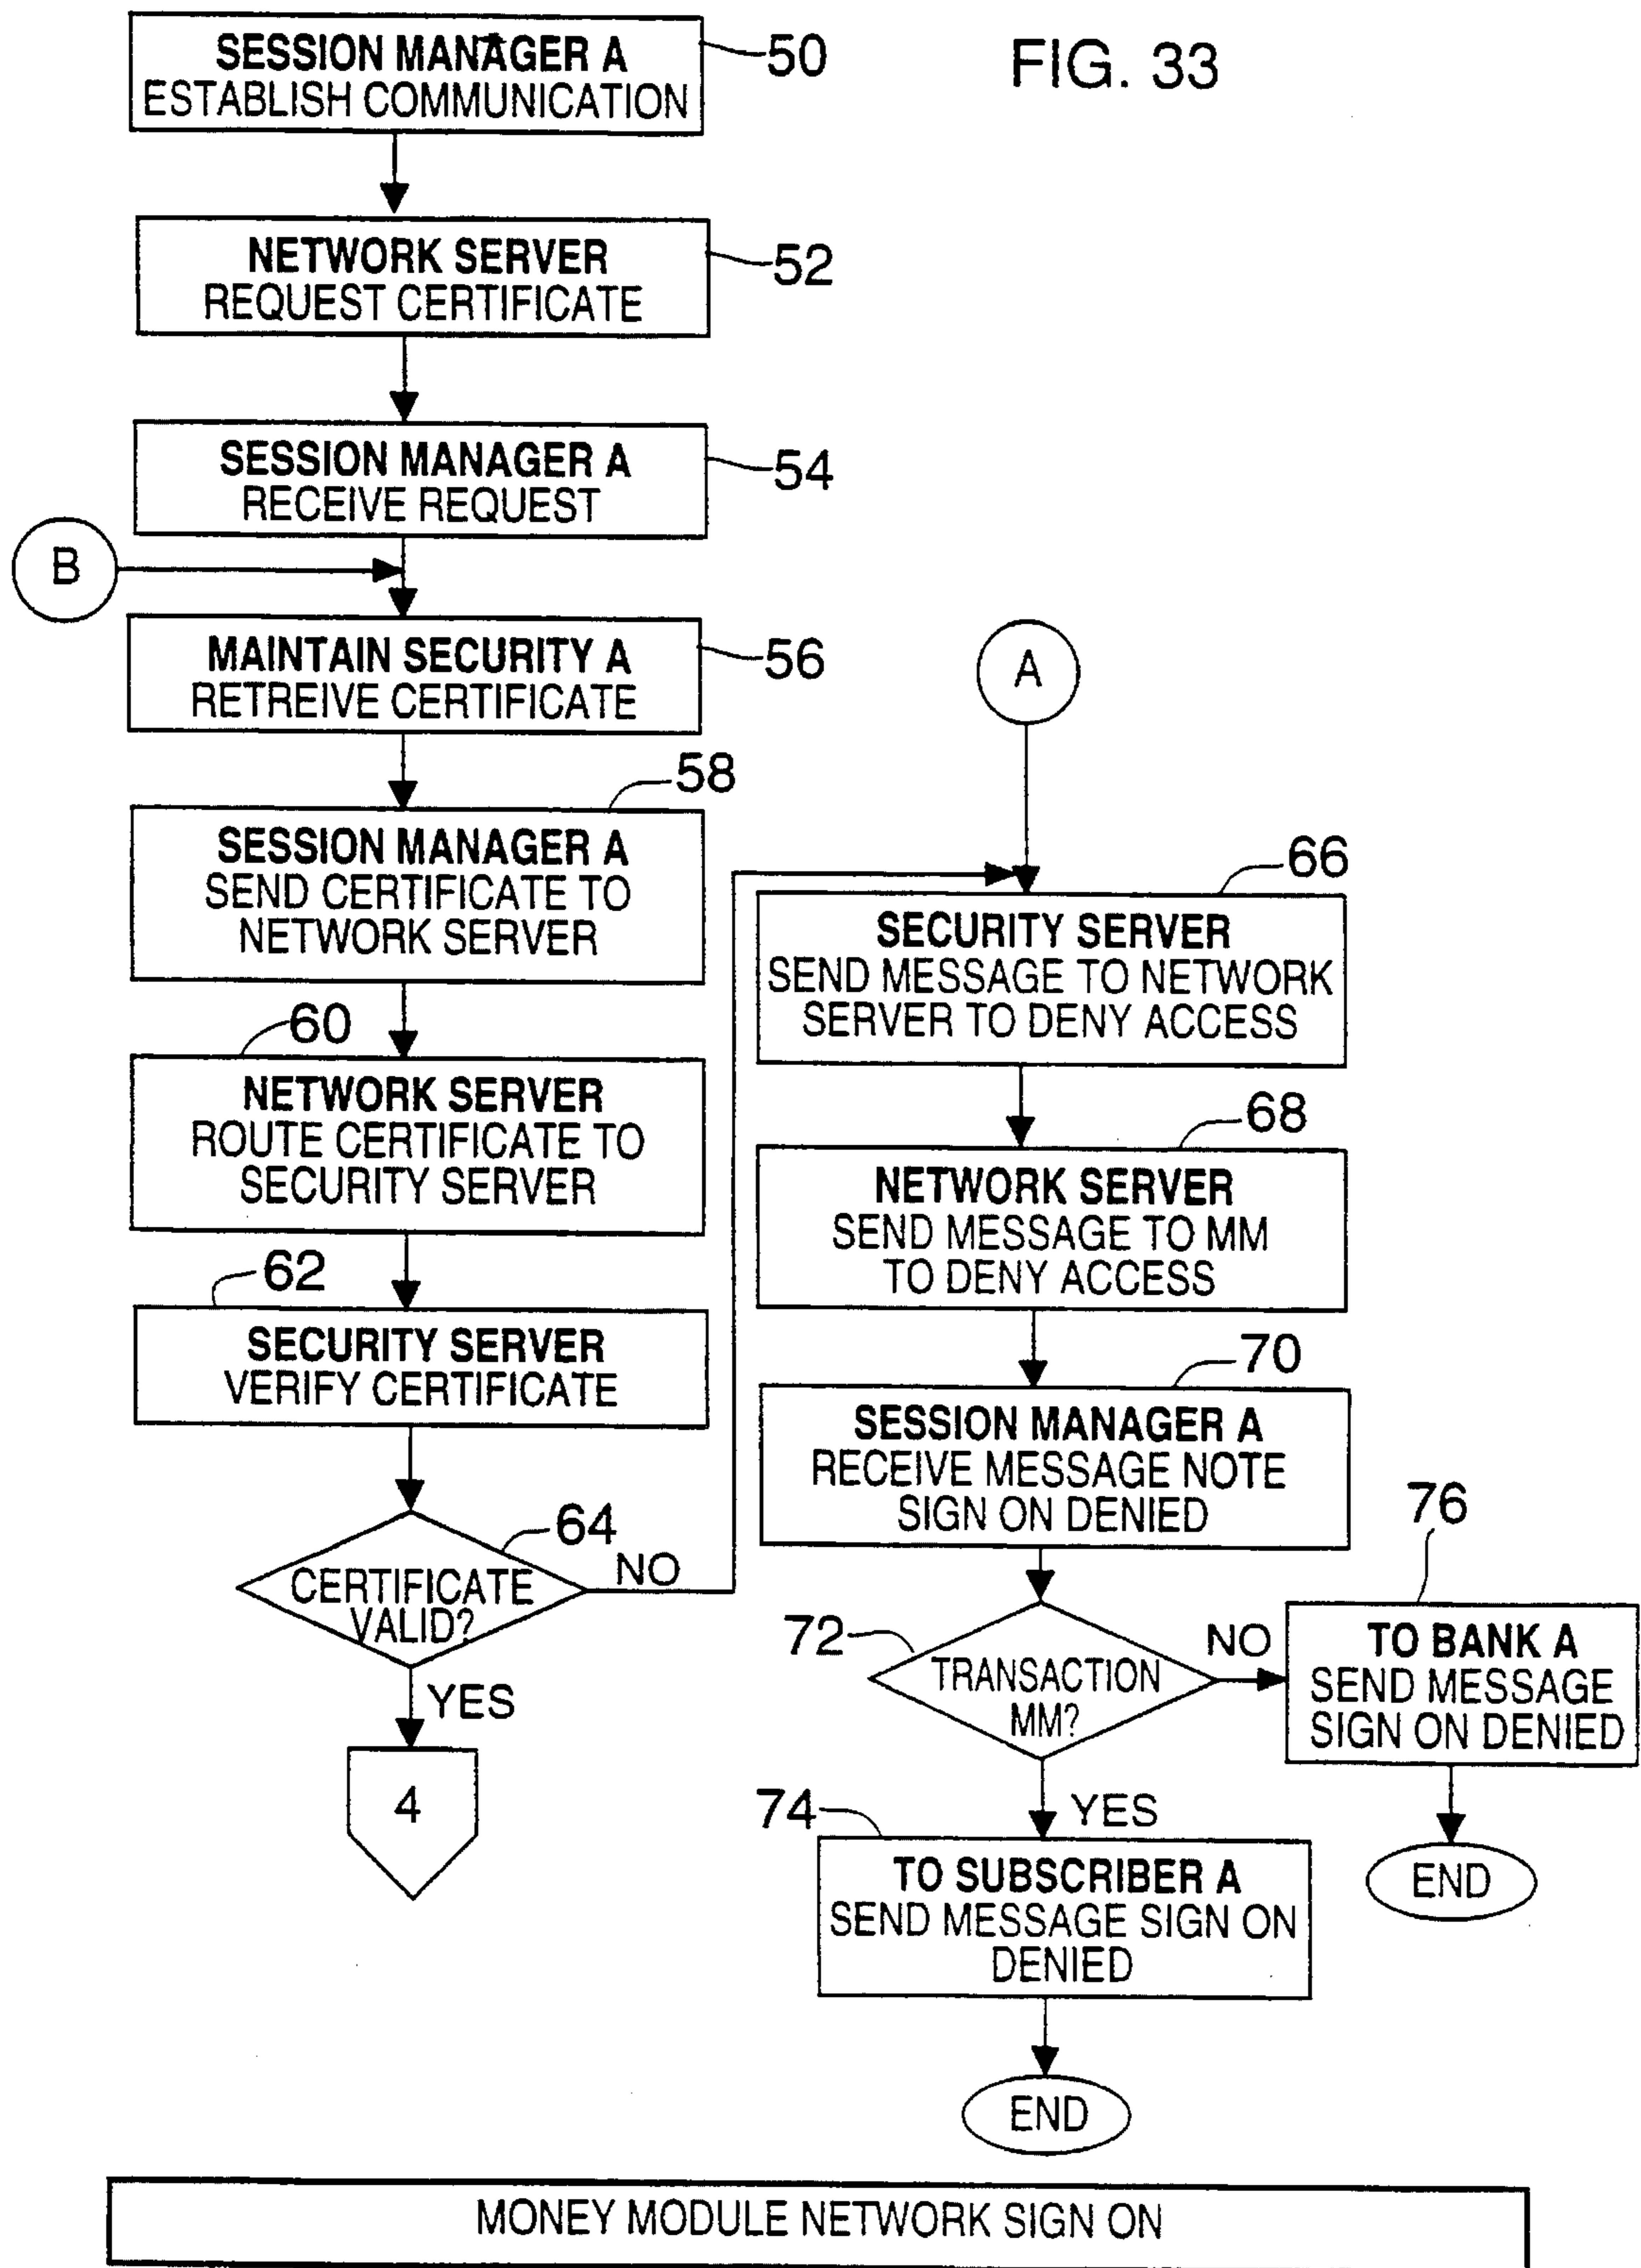 FIG. 33
SESSION MANAGER A
ESTABLISH COMMUNICATION
50
NETWORK SERVER
REQUEST CERTIFICATE
52
SESSION MANAGER A
RECEIVE REQUEST
54
B
MAINTAIN SECURITY A
RETREIVE CERTIFICATE
56
58
SESSION MANAGER A
SEND CERTIFICATE TO
NETWORK SERVER
60
NETWORK SERVER
ROUTE CERTIFICATE TO
SECURITY SERVER
62
SECURITY SERVER
VERIFY CERTIFICATE
64
CERTIFICATE
VALID?
NO
YES
4
A
66
SECURITY SERVER
SEND MESSAGE TO NETWORK
SERVER TO DENY ACCESS
68
NETWORK SERVER
SEND MESSAGE TO MM
TO DENY ACCESS
70
SESSION MANAGER A
RECEIVE MESSAGE NOTE
SIGN ON DENIED
72
TRANSACTION
MM?
NO
76
TO BANK A
SEND MESSAGE
SIGN ON DENIED
END
YES
74
TO SUBSCRIBER A
SEND MESSAGE SIGN ON
DENIED
END
MONEY MODULE NETWORK SIGN ON